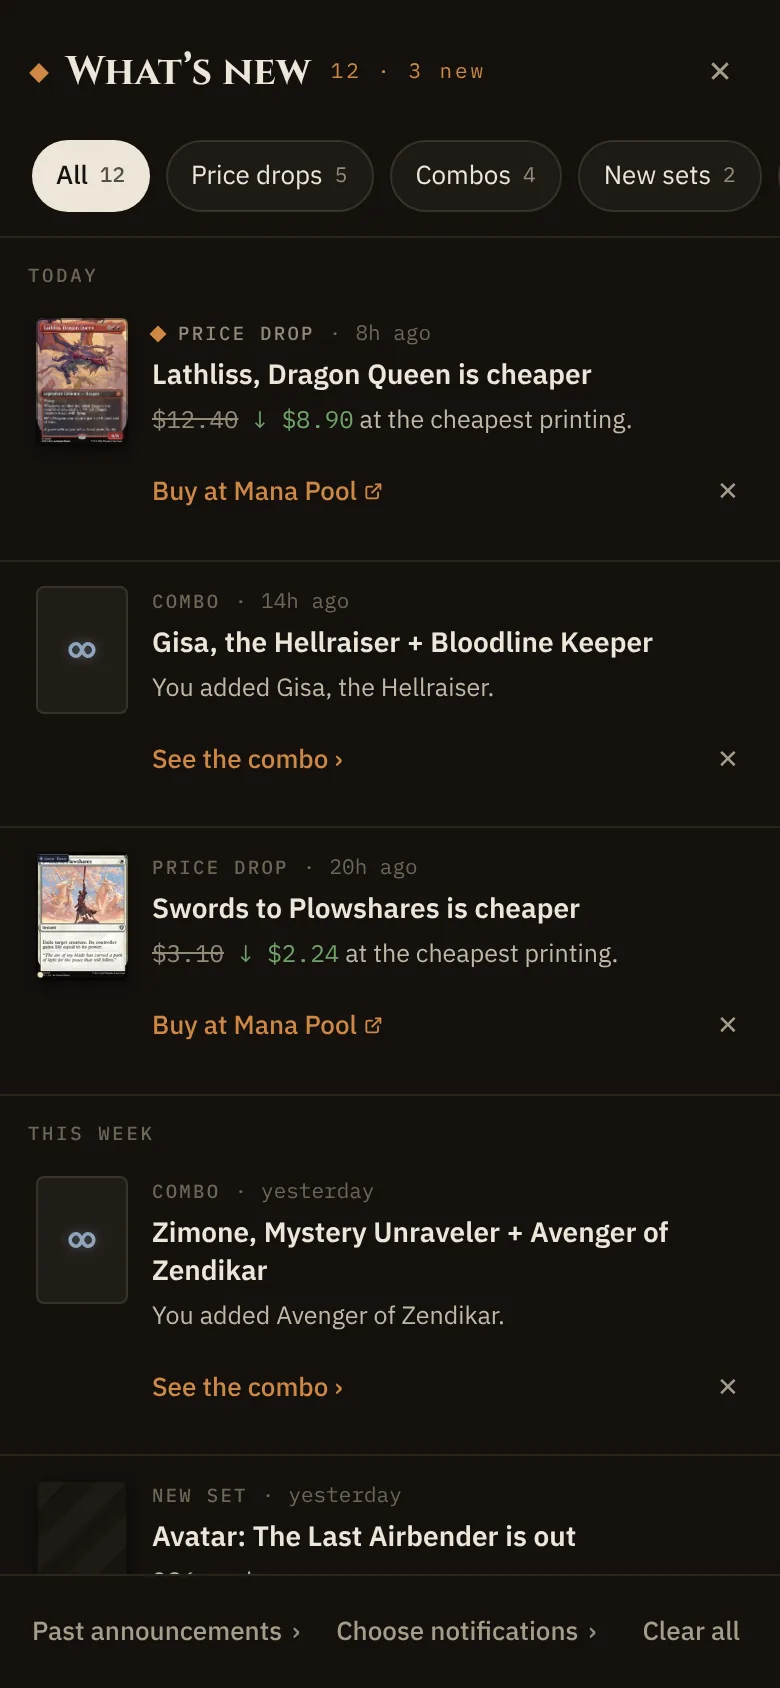 What's new 12 · 3 new
All 12 Price drops 5 Combos 4 New sets 2
TODAY
PRICE DROP · 8h ago
Lathliss, Dragon Queen is cheaper
$12.40 ↓ $8.90 at the cheapest printing.
Buy at Mana Pool
COMBO · 14h ago
Gisa, the Hellraiser + Bloodline Keeper
You added Gisa, the Hellraiser.
See the combo ›
PRICE DROP · 20h ago
Swords to Plowshares is cheaper
$3.10 ↓ $2.24 at the cheapest printing.
Buy at Mana Pool
THIS WEEK
COMBO · yesterday
Zimone, Mystery Unraveler + Avenger of
Zendikar
You added Avenger of Zendikar.
See the combo ›
NEW SET · yesterday
Avatar: The Last Airbender is out
Past announcements › Choose notifications › Clear all